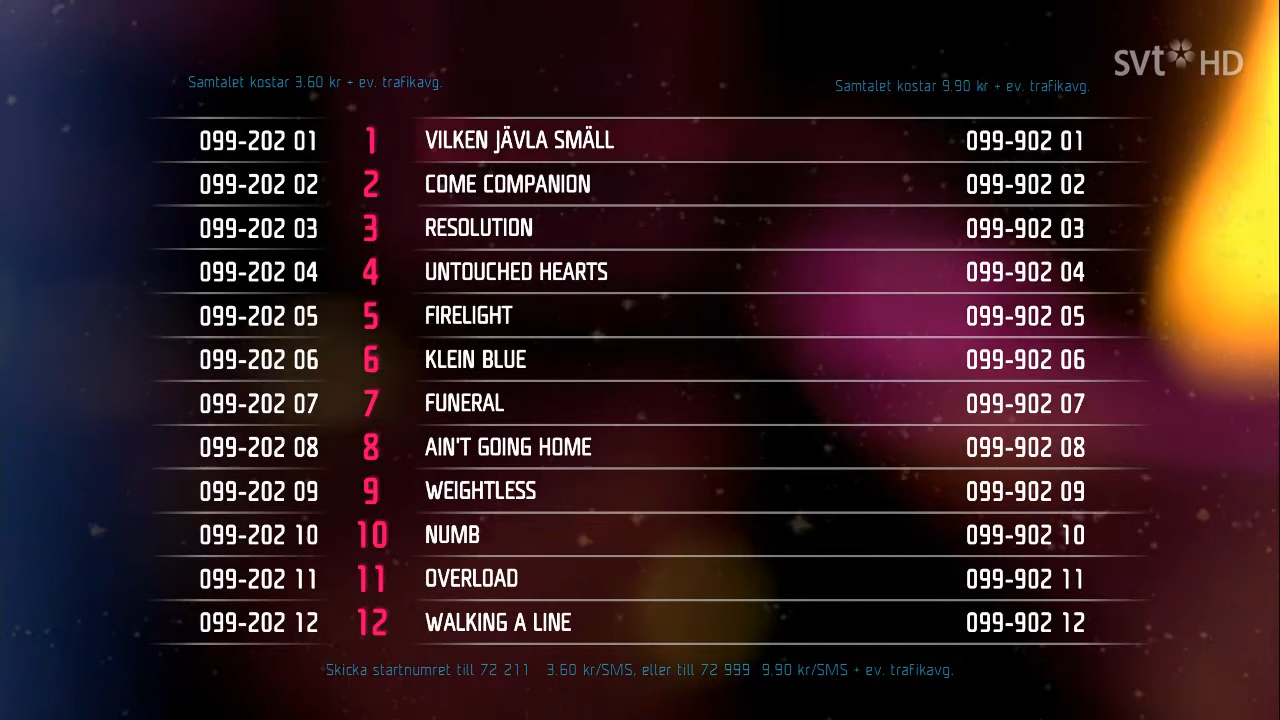 svt HD
Samtalet kostar 3.60 kr + ev. trafikavg. Samtalet kostar 9.90 kr + ev. trafikavg.
099-202 01 1 VILKEN JÄVLA SMÄLL 099-902 01
099-202 02 2 COME COMPANION 099-902 02
099-202 03 3 RESOLUTION 099-902 03
099-202 04 4 UNTOUCHED HEARTS 099-902 04
099-202 05 5 FIRELIGHT 099-902 05
099-202 06 6 KLEIN BLUE 099-902 06
099-202 07 7 FUNERAL 099-902 07
099-202 08 8 AIN'T GOING HOME 099-902 08
099-202 09 9 WEIGHTLESS 099-902 09
099-202 10 10 NUMB 099-902 10
099-202 11 11 OVERLOAD 099-902 11
099-202 12 12 WALKING A LINE 099-902 12
Skicka startnumret till 72 211 3.60 kr/SMS, eller till 72 999 9.90 kr/SMS + ev. trafikavg.